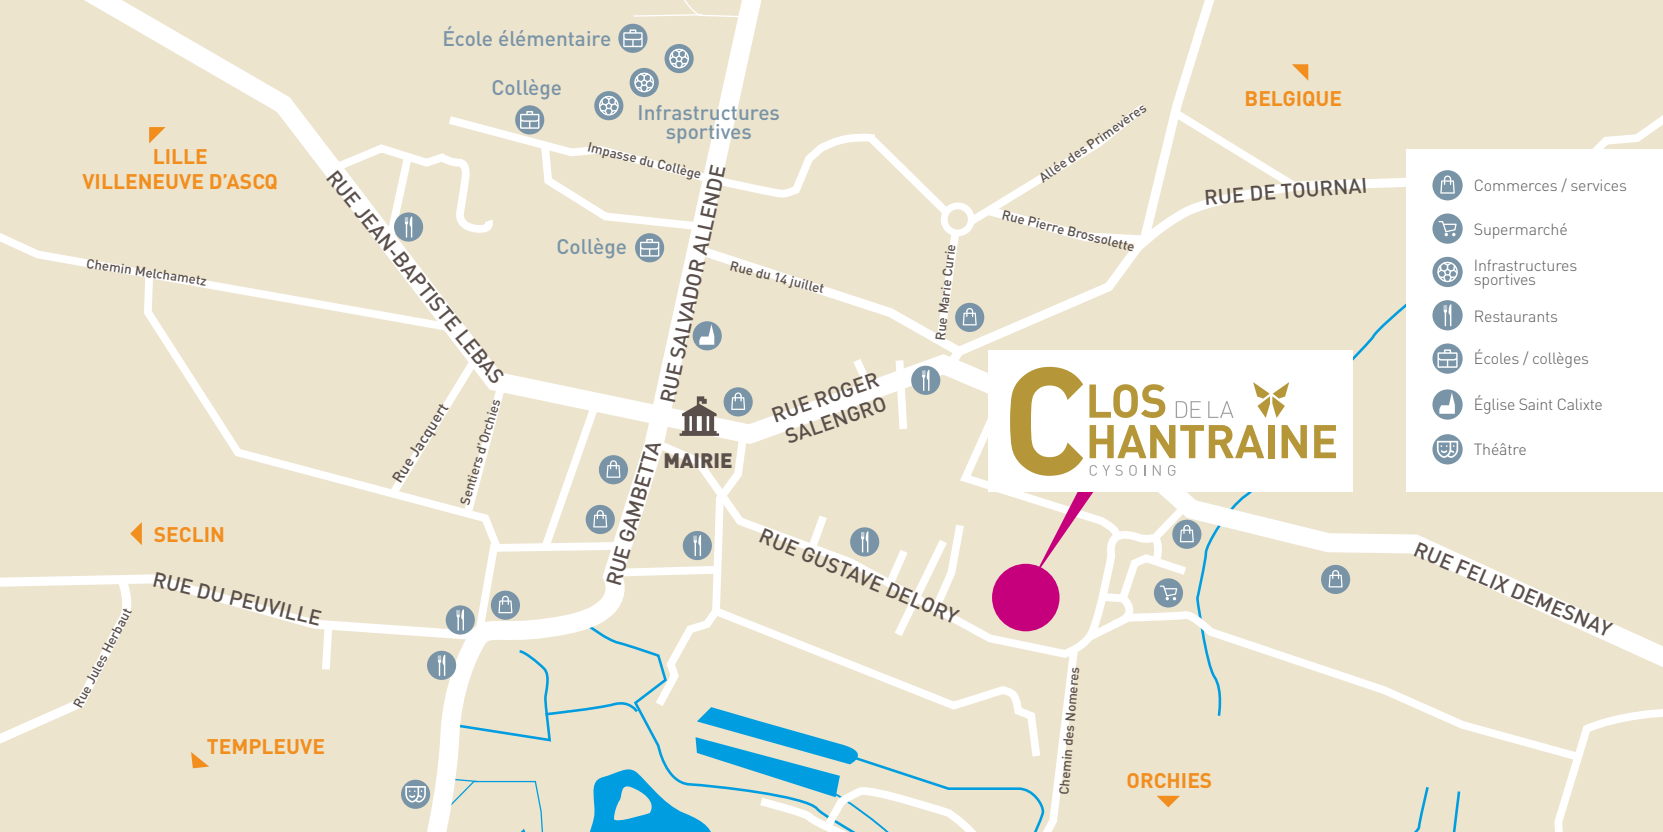 École élémentaire
Collège
Infrastructures
sportives
BELGIQUE
LILLE
VILLENEUVE D'ASCQ
Impasse du Collège
Allée des Primevères
RUE DE TOURNAI
Rue Pierre Brossolette
RUE JEAN-BAPTISTE LEBAS
RUE SALVADOR ALLENDE
Collège
Chemin Melchametz
Rue du 14 juillet
Rue Marie Curie
Commerces / services
Supermarché
Infrastructures
sportives
Restaurants
Écoles / collèges
Église Saint Calixte
Théâtre
CLOS DE LA
CHANTRAINE
CYSOING
RUE ROGER
SALENGRO
MAIRIE
Rue Jacquert
Sentiers d'Orchies
RUE GAMBETTA
SECLIN
RUE DU PEUVILLE
Rue Jules Herbaut
RUE GUSTAVE DELORY
RUE FELIX DEMESNAY
TEMPLEUVE
Chemin des Nomeres
ORCHIES